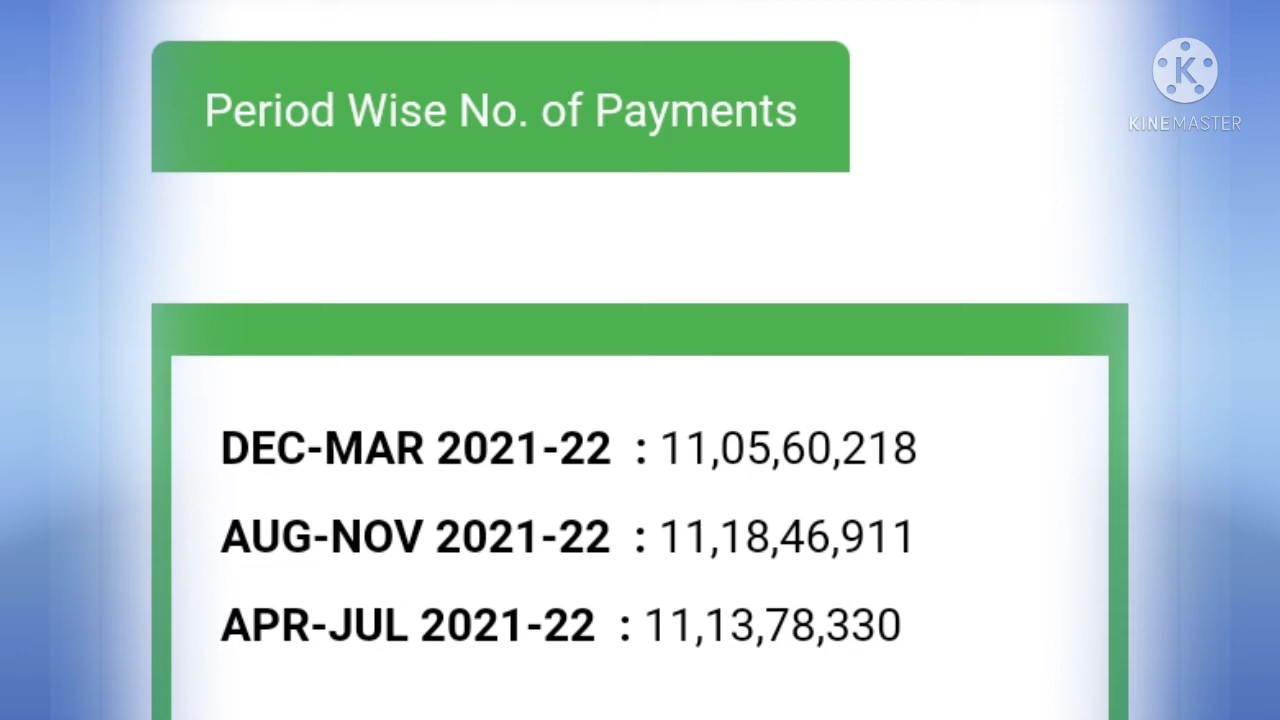 Period Wise No. of Payments
K
KINEMASTER
DEC-MAR 2021-22 : 11,05,60,218
AUG-NOV 2021-22 : 11,18,46,911
APR-JUL 2021-22 : 11,13,78,330